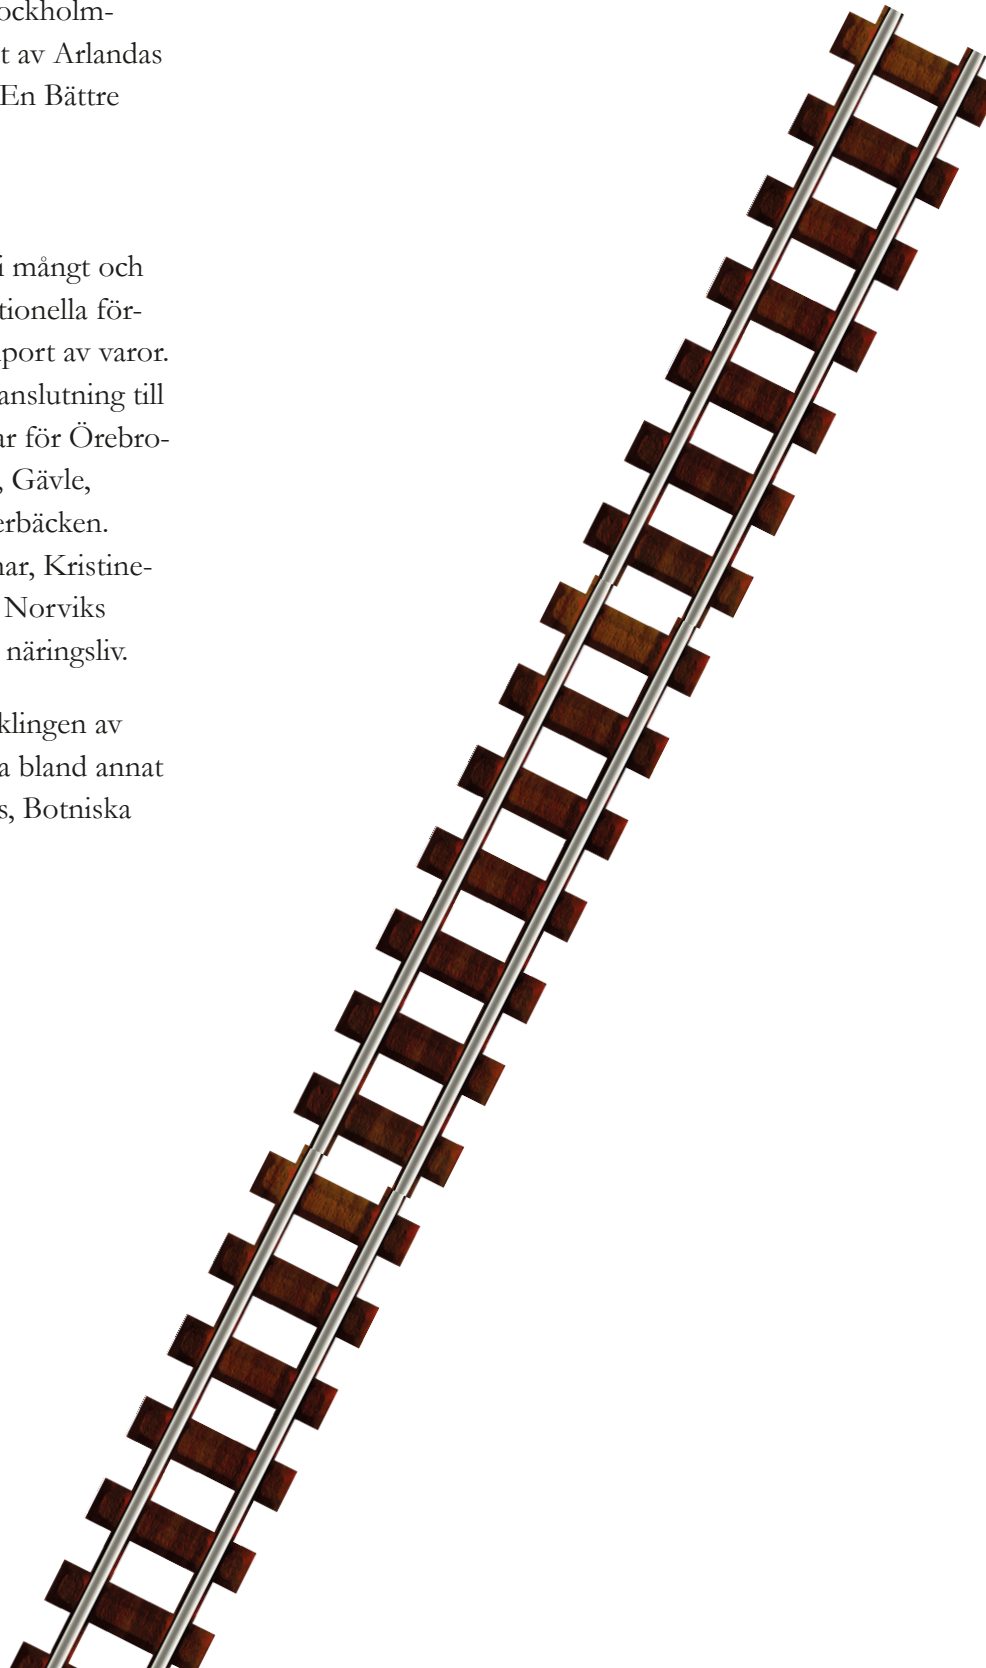 ockholm-
t av Arlandas
En Bättre
i mångt och
tionella för-
port av varor.
anslutning till
ar för Örebro-
, Gävle,
erbäcken.
nar, Kristine-
Norviks
näringsliv.
klingen av
a bland annat
s, Botniska